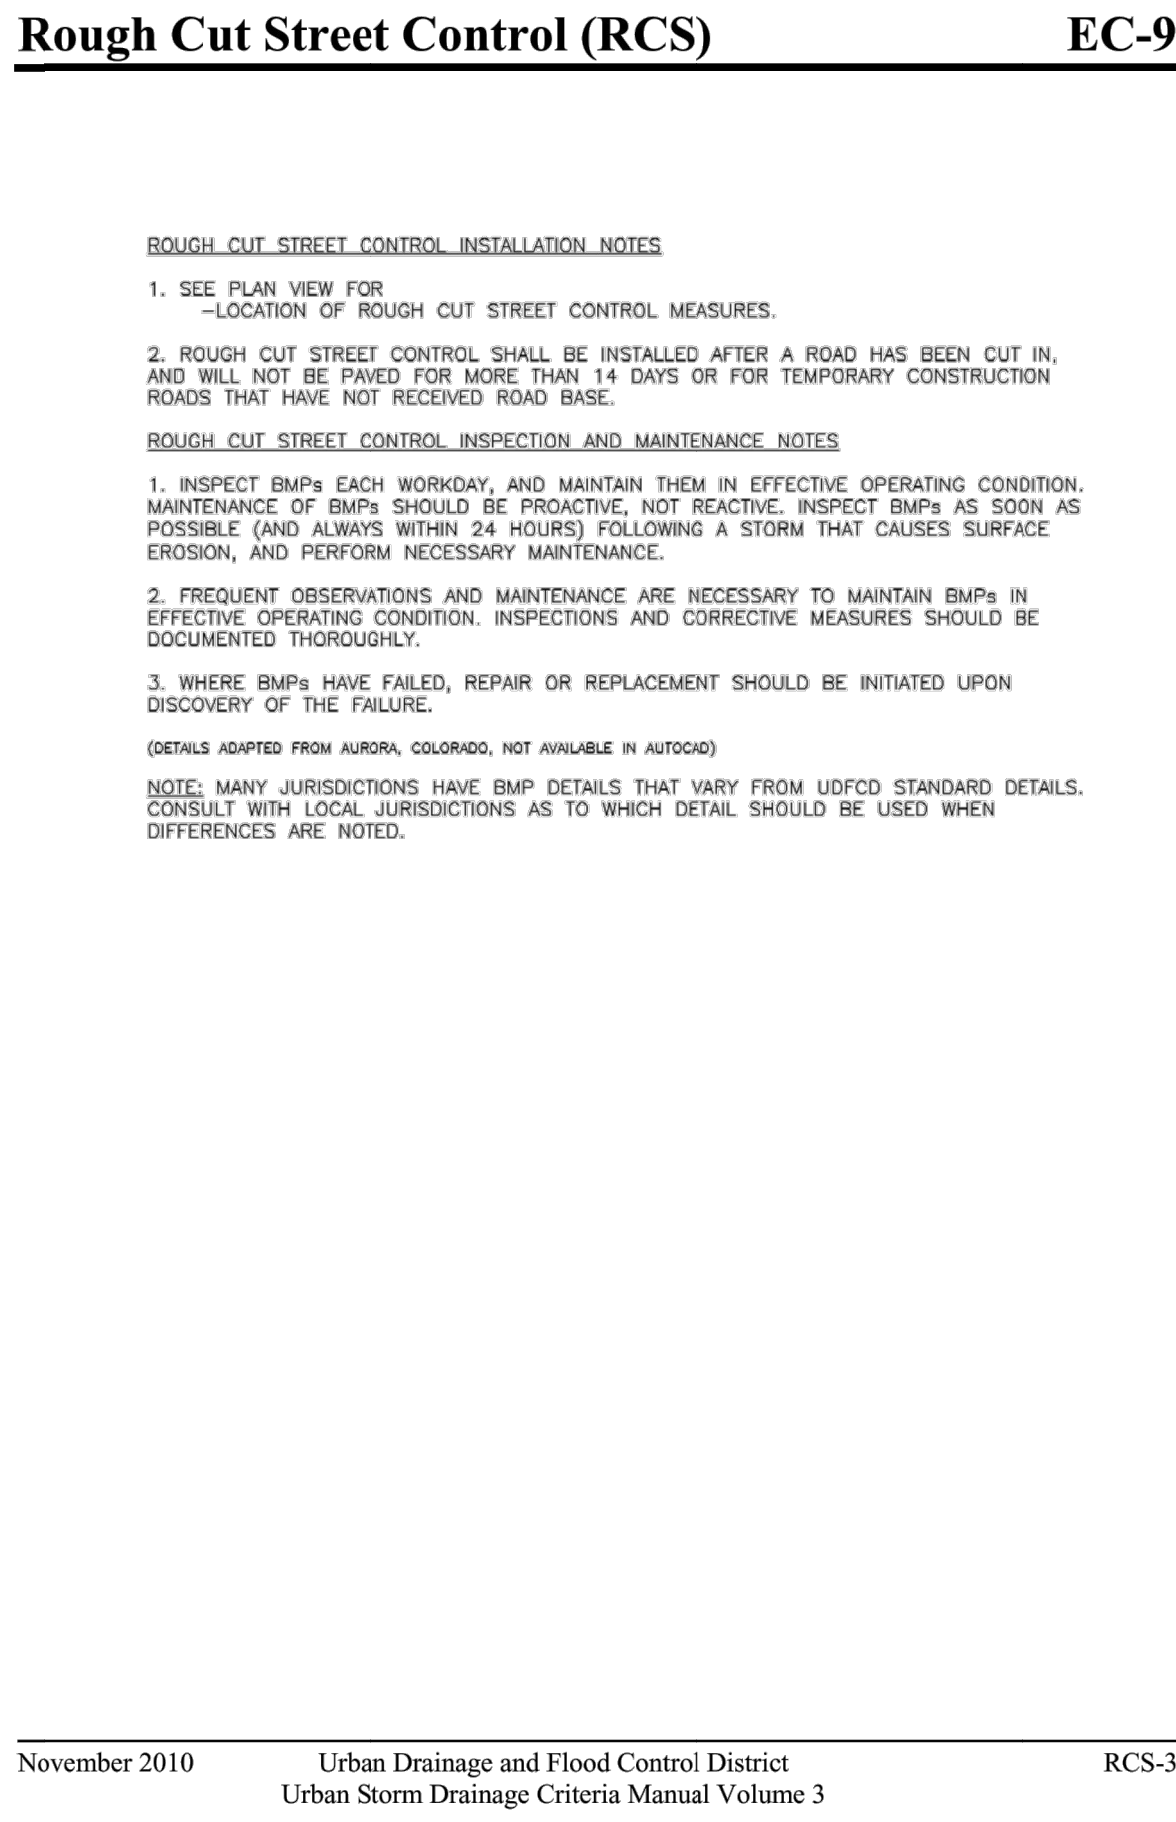 Rough Cut Street Control (RCS) EC-9
ROUGH CUT STREET CONTROL INSTALLATION NOTES
1. SEE PLAN VIEW FOR
-LOCATION OF ROUGH CUT STREET CONTROL MEASURES.
2. ROUGH CUT STREET CONTROL SHALL BE INSTALLED AFTER A ROAD HAS BEEN CUT IN,
AND WILL NOT BE PAVED FOR MORE THAN 14 DAYS OR FOR TEMPORARY CONSTRUCTION
ROADS THAT HAVE NOT RECEIVED ROAD BASE.
ROUGH CUT STREET CONTROL INSPECTION AND MAINTENANCE NOTES
1. INSPECT BMPs EACH WORKDAY, AND MAINTAIN THEM IN EFFECTIVE OPERATING CONDITION.
MAINTENANCE OF BMPs SHOULD BE PROACTIVE, NOT REACTIVE. INSPECT BMPs AS SOON AS
POSSIBLE (AND ALWAYS WITHIN 24 HOURS) FOLLOWING A STORM THAT CAUSES SURFACE
EROSION, AND PERFORM NECESSARY MAINTENANCE.
2. FREQUENT OBSERVATIONS AND MAINTENANCE ARE NECESSARY TO MAINTAIN BMPs IN
EFFECTIVE OPERATING CONDITION. INSPECTIONS AND CORRECTIVE MEASURES SHOULD BE
DOCUMENTED THOROUGHLY.
3. WHERE BMPs HAVE FAILED, REPAIR OR REPLACEMENT SHOULD BE INITIATED UPON
DISCOVERY OF THE FAILURE.
(DETAILS ADAPTED FROM AURORA, COLORADO, NOT AVAILABLE IN AUTOCAD)
NOTE: MANY JURISDICTIONS HAVE BMP DETAILS THAT VARY FROM UDFCD STANDARD DETAILS.
CONSULT WITH LOCAL JURISDICTIONS AS TO WHICH DETAIL SHOULD BE USED WHEN
DIFFERENCES ARE NOTED.
November 2010 Urban Drainage and Flood Control District RCS-3
Urban Storm Drainage Criteria Manual Volume 3